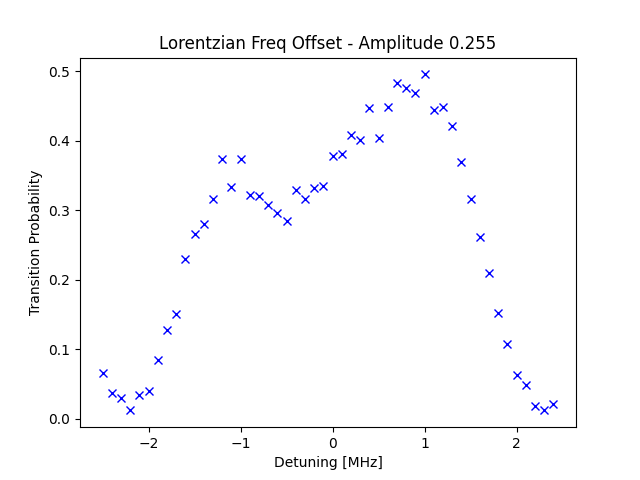 Lorentzian Freq Offset - Amplitude 0.255
Transition Probability
0.5
0.4
0.3
0.2
0.1
0.0
−2 −1 0 1 2
Detuning [MHz]